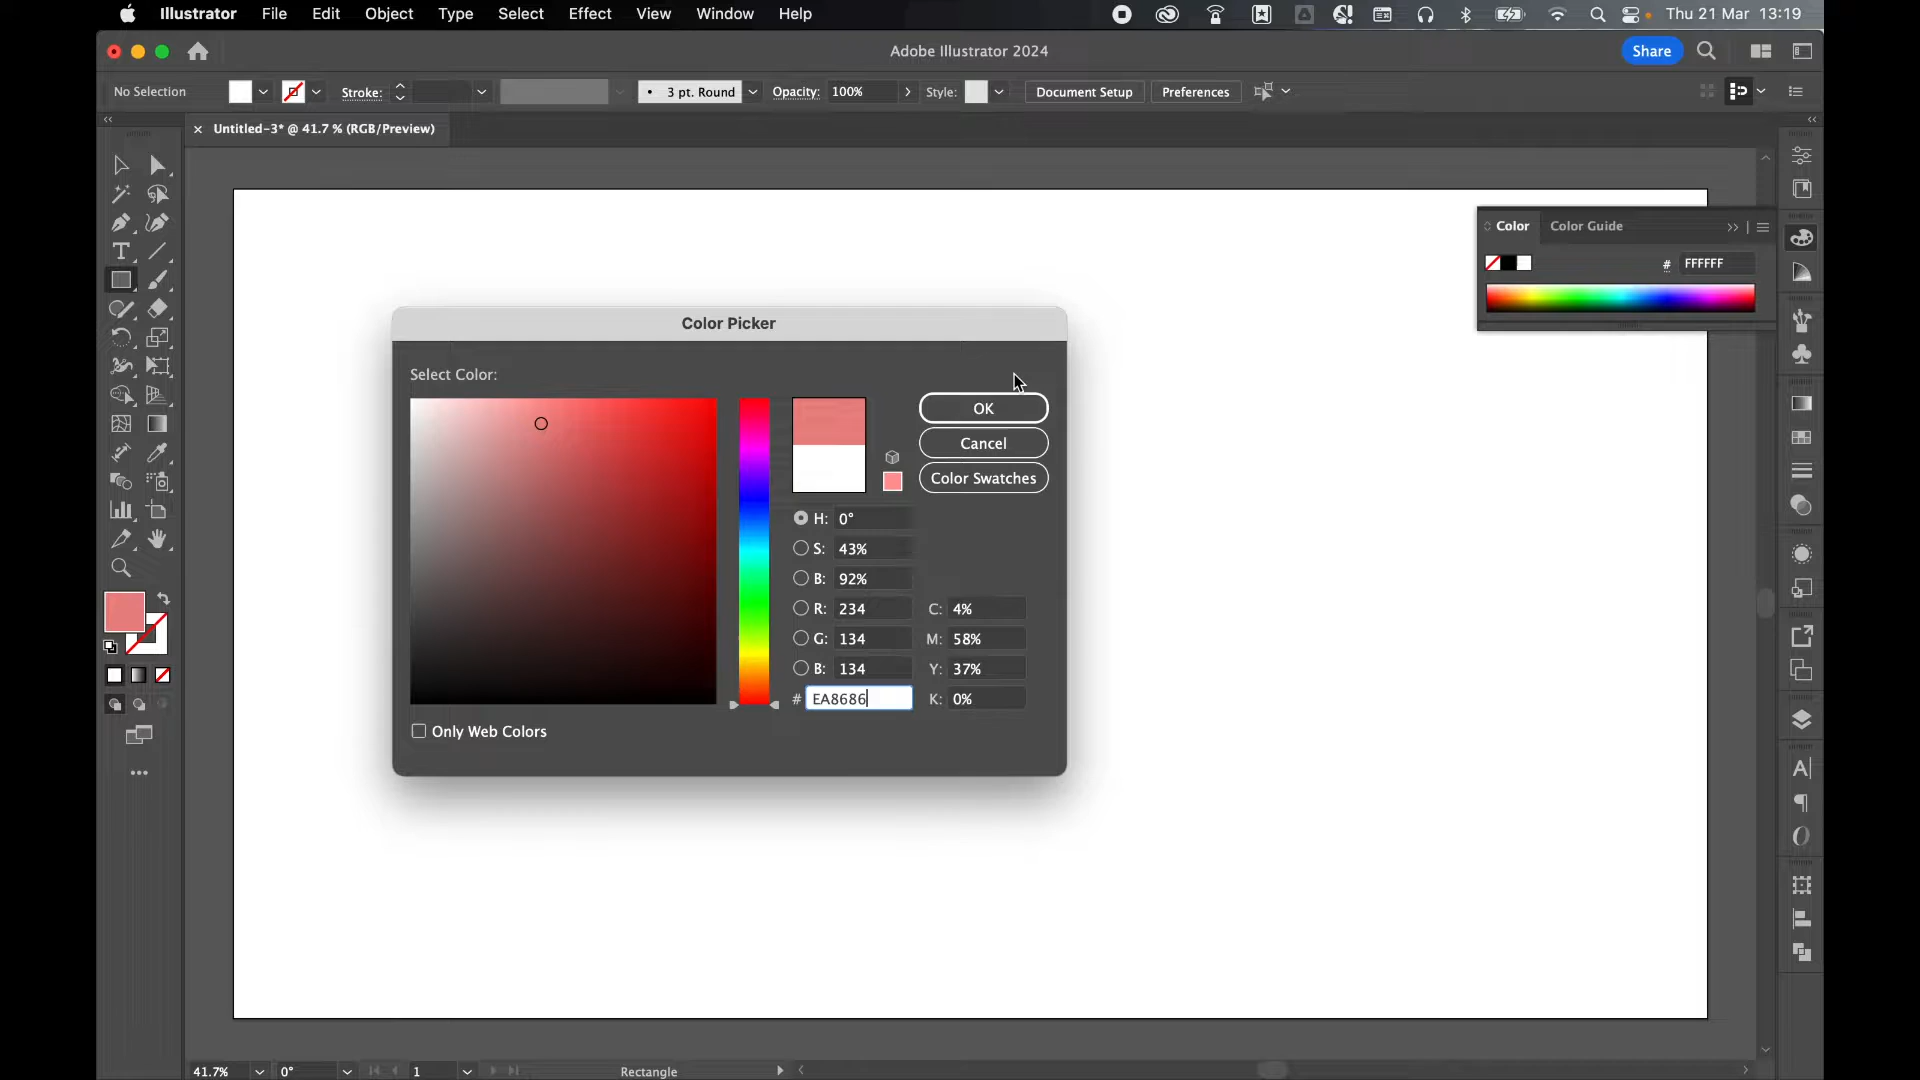 Illustrator File Edit Object Type Select Effect View Window Help Thu 21 Mar 13:19
Adobe Illustrator 2024 Share
No Selection Stroke: • 3 pt. Round Opacity: 100% Style: Document Setup Preferences
× Untitled-3* @ 41.7 % (RGB/Preview)
Color Color Guide
# FFFFFF
Color Picker
Select Color:
OK
Cancel
Color Swatches
H: 0°
S: 43%
B: 92%
R: 234 C: 4%
G: 134 M: 58%
B: 134 Y: 37%
# EA8686 K: 0%
Only Web Colors
41.7% 0° 1 Rectangle